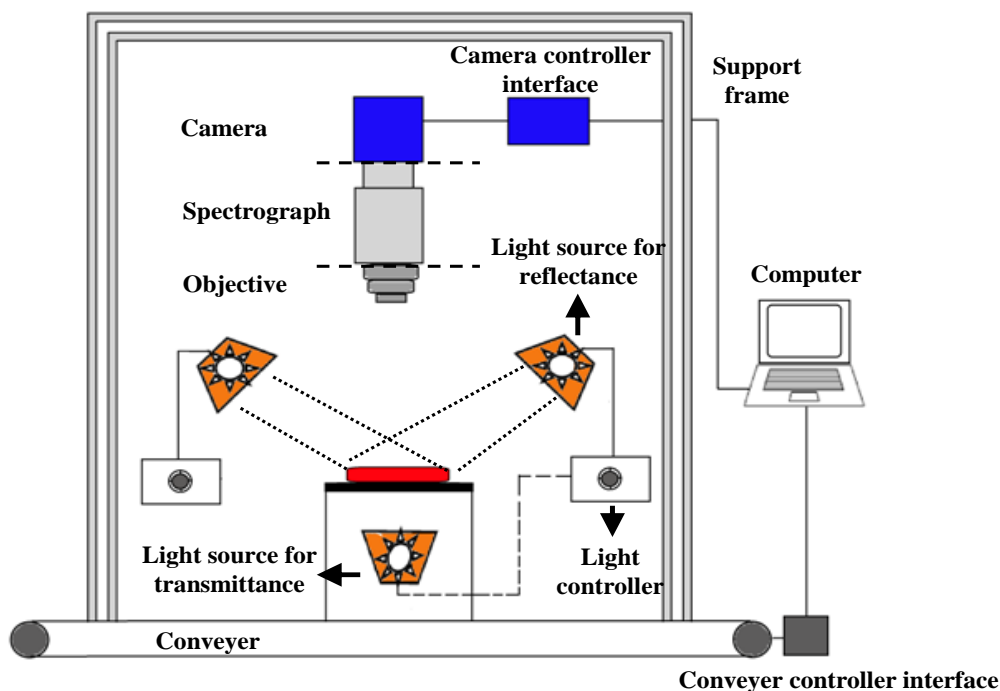 Camera controller
interface
Support
frame
Camera
Spectrograph
Light source for
reflectance
Objective
Computer
Light source for
transmittance
Light
controller
Conveyer
Conveyer controller interface